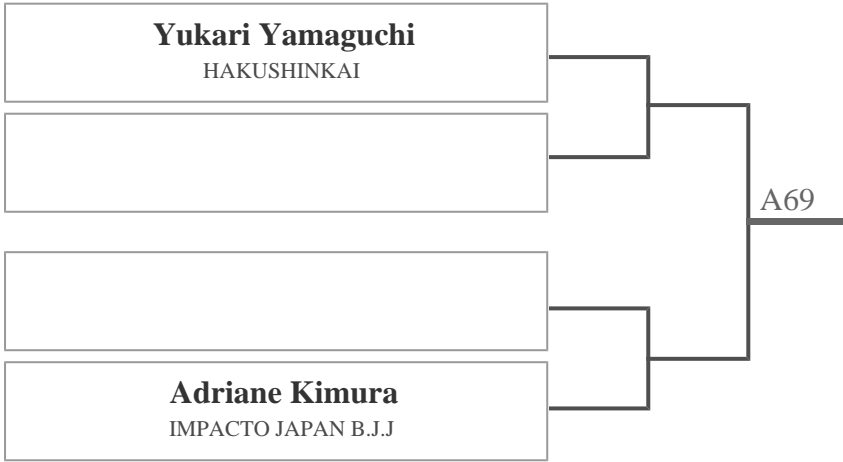 Yukari Yamaguchi
HAKUSHINKAI
A69
Adriane Kimura
IMPACTO JAPAN B.J.J